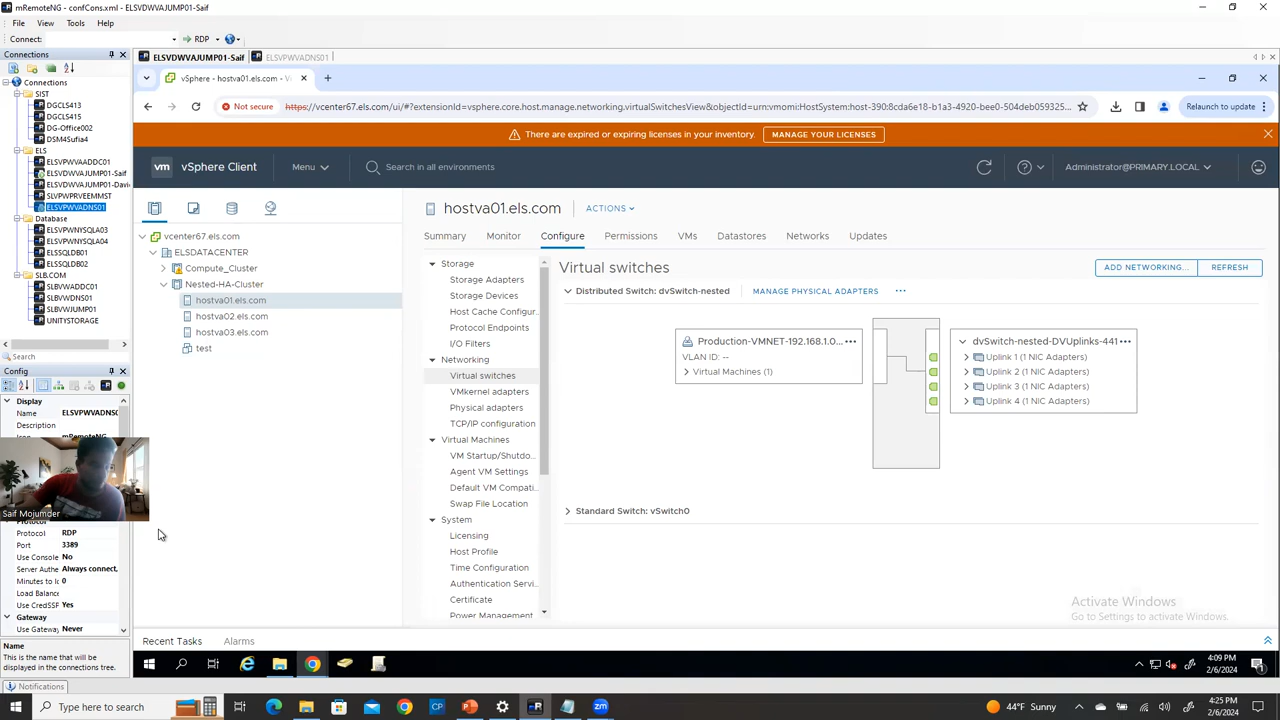 mRemoteNG - confCons.xml - ELSVDWVAJUMP01-Saif
File View Tools Help
Connect: RDP
Connections
ELSVDWVAJUMP01-Saif ELSVPWVADNS01
Connections
SIST
DGCLS413
DGCLS415
DG-Office002
DSM4Sufia4
ELS
ELSVPWVAADDC01
ELSVDWVAJUMP01-Saif
ELSVDWVAJUMP01-Davi
SLVPWPRVEEMMST
ELSVPWVADNS01
Database
ELSVPWNYSQLA03
ELSVPWNYSQLA04
ELSSQLDB01
ELSSQLDB02
SLB.COM
SLBVWADDC01
SLBVWDNS01
SLBVWJUMP01
UNITYSTORAGE
Search
Config
Display
Name ELSVPWVADNS0
Description
Icon mRemoteNG
Saif Mojumder
Protocol
Protocol RDP
Port 3389
Use Console No
Server Authe Always connect,
Minutes to Ic 0
Load Balance
Use CredSSP Yes
Gateway
Use Gateway Never
Name
This is the name that will be
displayed in the connections tree.
Notifications
vSphere - hostva01.els.com - V
Not secure https://vcenter67.els.com/ui/#?extensionId=vsphere.core.host.manage.networking.virtualSwitchesView&objectId=urn:vmomi:HostSystem:host-390:8cda6e18-b1a3-4920-bee0-504deb059325... Relaunch to update
There are expired or expiring licenses in your inventory. MANAGE YOUR LICENSES
vm vSphere Client Menu Search in all environments Administrator@PRIMARY.LOCAL
vcenter67.els.com
ELSDATACENTER
Compute_Cluster
Nested-HA-Cluster
hostva01.els.com
hostva02.els.com
hostva03.els.com
test
hostva01.els.com ACTIONS
Summary Monitor Configure Permissions VMs Datastores Networks Updates
Storage
Storage Adapters
Storage Devices
Host Cache Configur...
Protocol Endpoints
I/O Filters
Networking
Virtual switches
VMkernel adapters
Physical adapters
TCP/IP configuration
Virtual Machines
VM Startup/Shutdo...
Agent VM Settings
Default VM Compati...
Swap File Location
System
Licensing
Host Profile
Time Configuration
Authentication Servi...
Certificate
Power Management
Virtual switches
ADD NETWORKING... REFRESH
Distributed Switch: dvSwitch-nested MANAGE PHYSICAL ADAPTERS ...
Production-VMNET-192.168.1.0... ...
VLAN ID: --
Virtual Machines (1)
dvSwitch-nested-DVUplinks-441 ...
Uplink 1 (1 NIC Adapters)
Uplink 2 (1 NIC Adapters)
Uplink 3 (1 NIC Adapters)
Uplink 4 (1 NIC Adapters)
Standard Switch: vSwitch0
Activate Windows
Go to Settings to activate Windows.
Recent Tasks Alarms
4:09 PM
2/6/2024
Type here to search
44°F Sunny
4:25 PM
2/6/2024